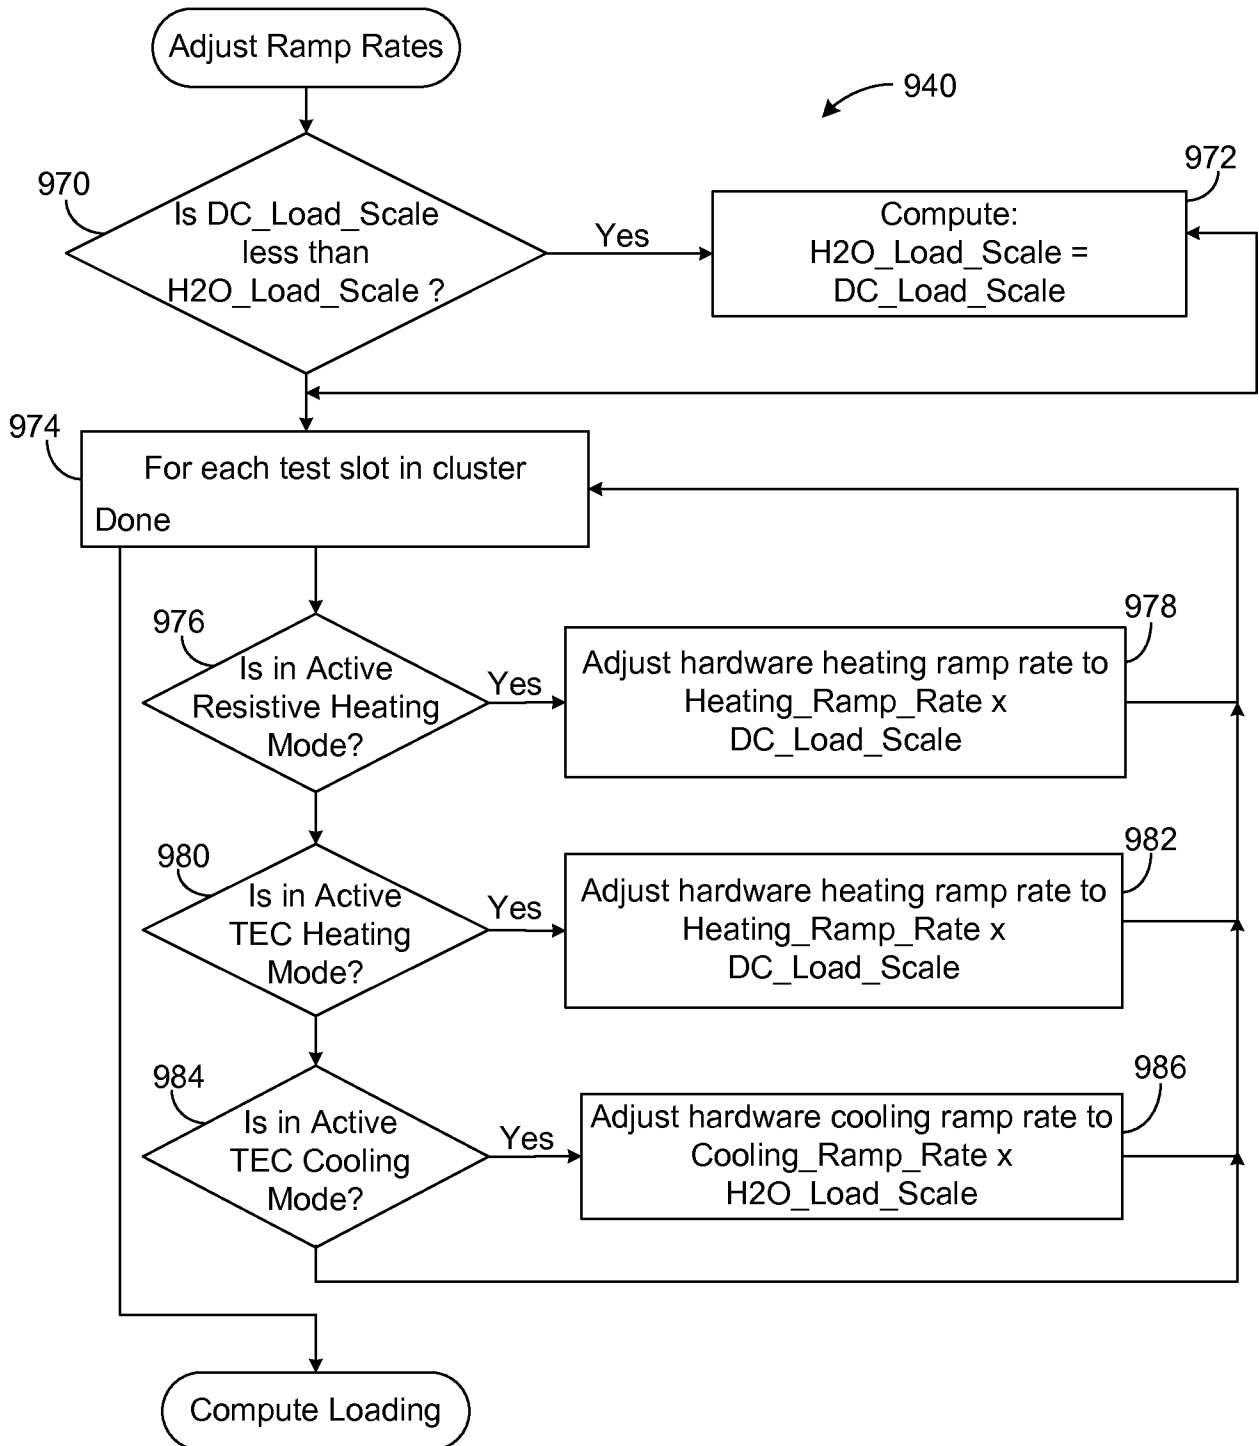 Adjust Ramp Rates
940
970
Is DC_Load_Scale
less than
H2O_Load_Scale ?
Yes
972
Compute:
H2O_Load_Scale =
DC_Load_Scale
974
For each test slot in cluster
Done
976
Is in Active
Resistive Heating
Mode?
Yes
978
Adjust hardware heating ramp rate to
Heating_Ramp_Rate x
DC_Load_Scale
980
Is in Active
TEC Heating
Mode?
Yes
982
Adjust hardware heating ramp rate to
Heating_Ramp_Rate x
DC_Load_Scale
984
Is in Active
TEC Cooling
Mode?
Yes
986
Adjust hardware cooling ramp rate to
Cooling_Ramp_Rate x
H2O_Load_Scale
Compute Loading